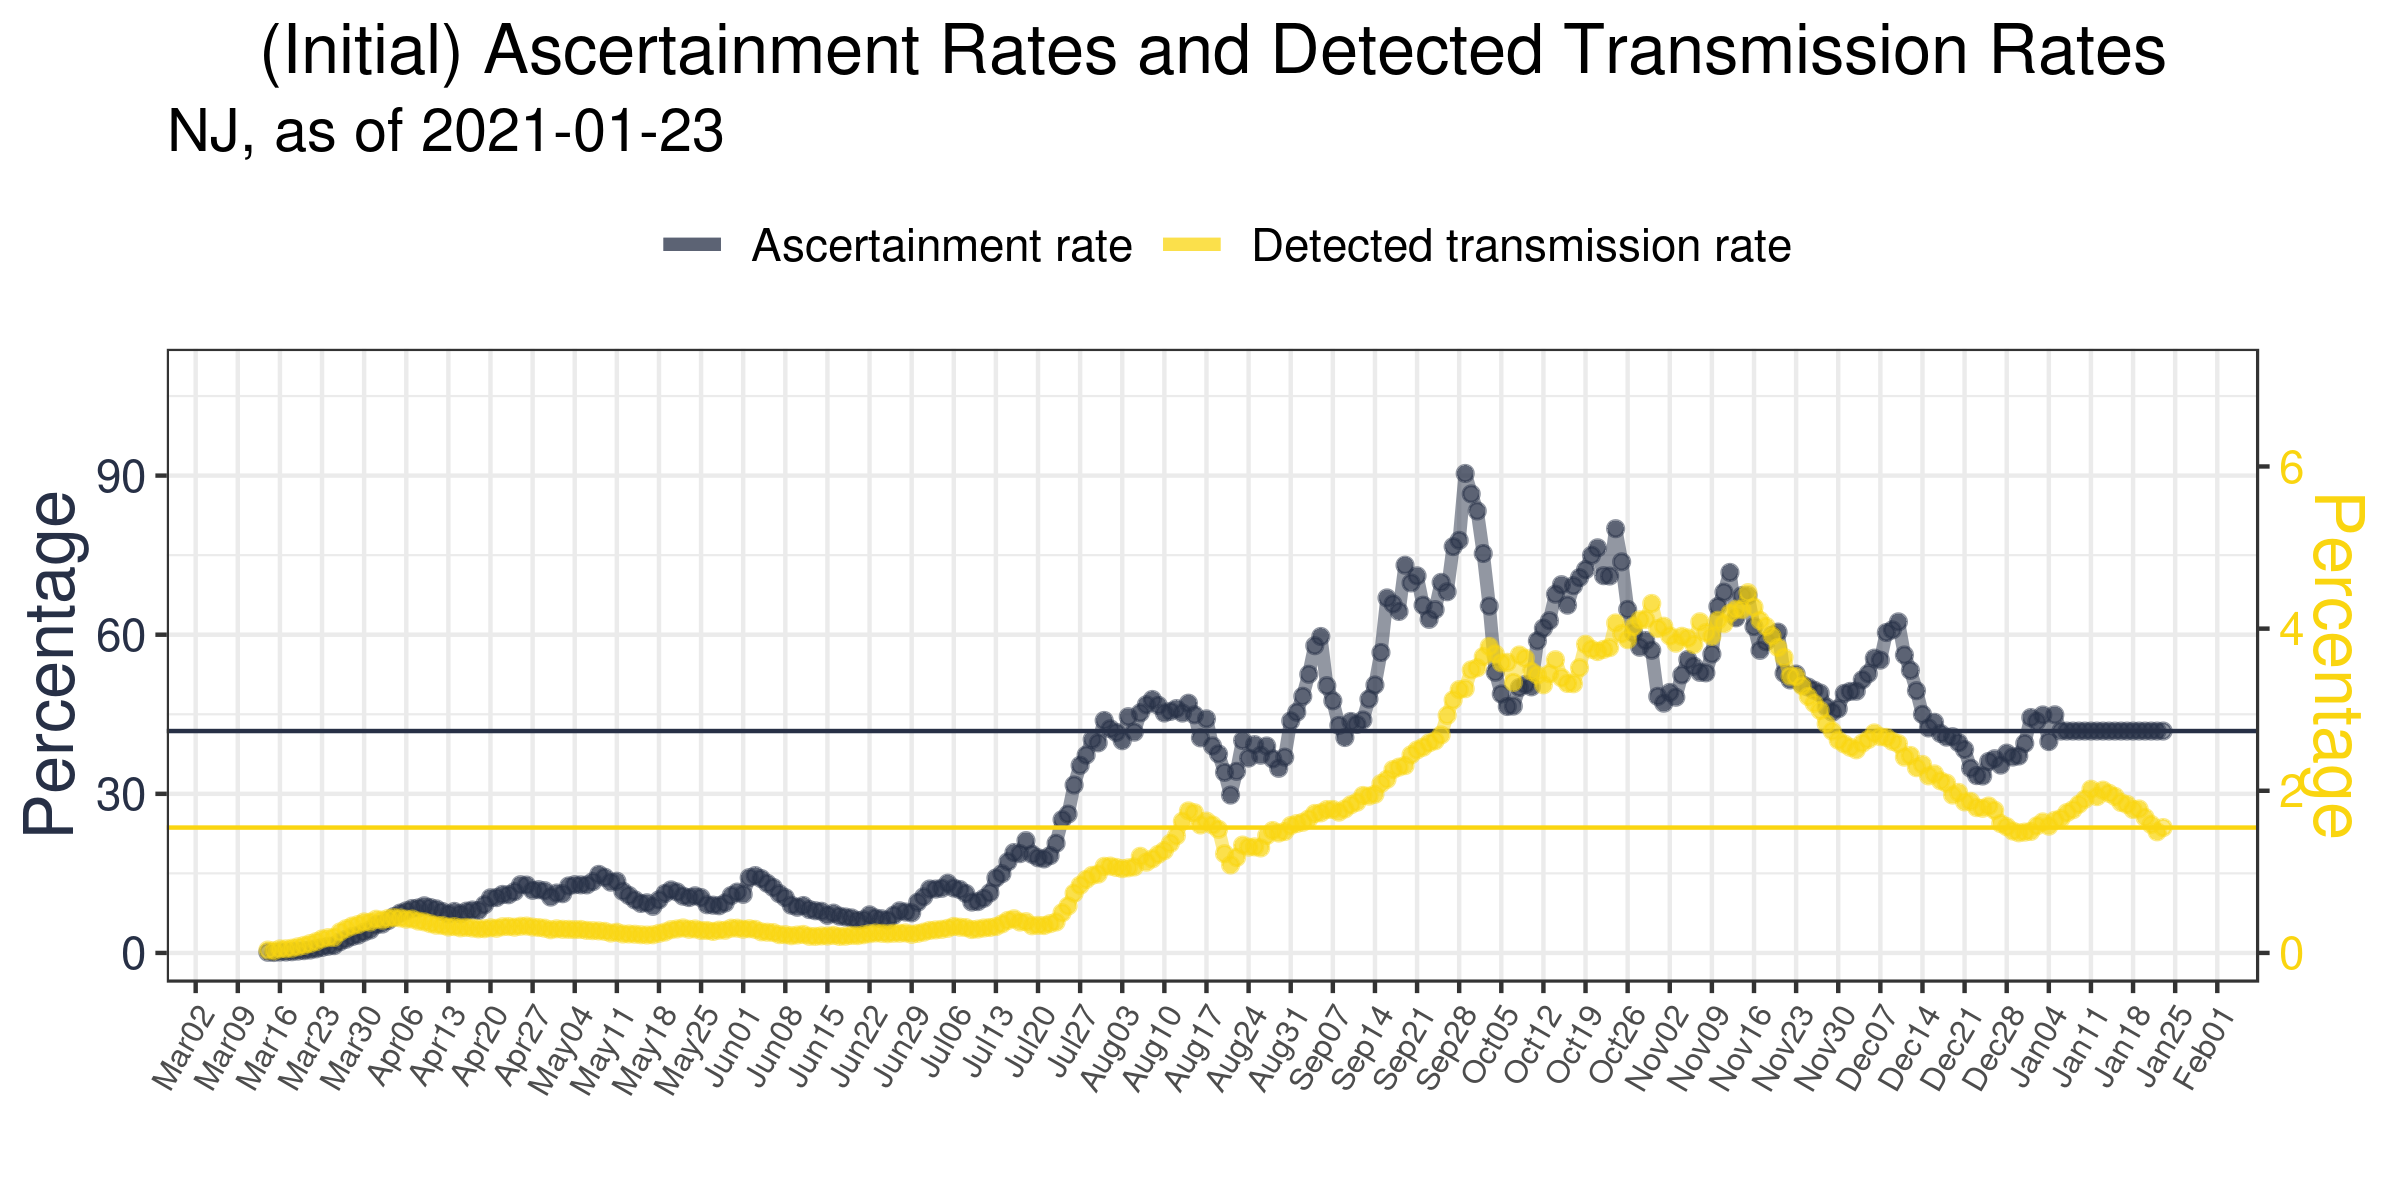 (Initial) Ascertainment Rates and Detected Transmission Rates
NJ, as of 2021-01-23
Ascertainment rate
Detected transmission rate
Percentage
90
60
30
0
6
4
2
0
Percentage
Mar02
Mar09
Mar16
Mar23
Mar30
Apr06
Apr13
Apr20
Apr27
May04
May11
May18
May25
Jun01
Jun08
Jun15
Jun22
Jun29
Jul06
Jul13
Jul20
Jul27
Aug03
Aug10
Aug17
Aug24
Aug31
Sep07
Sep14
Sep21
Sep28
Oct05
Oct12
Oct19
Oct26
Nov02
Nov09
Nov16
Nov23
Nov30
Dec07
Dec14
Dec21
Dec28
Jan04
Jan11
Jan18
Jan25
Feb01